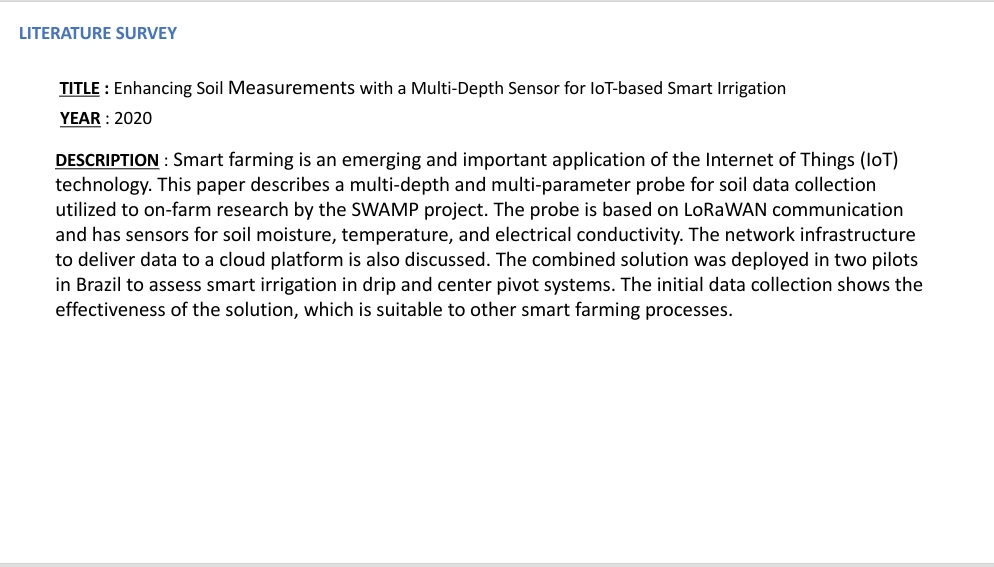 LITERATURE SURVEY
TITLE : Enhancing Soil Measurements with a Multi-Depth Sensor for IoT-based Smart Irrigation
YEAR : 2020
DESCRIPTION : Smart farming is an emerging and important application of the Internet of Things (IoT)
technology. This paper describes a multi-depth and multi-parameter probe for soil data collection
utilized to on-farm research by the SWAMP project. The probe is based on LoRaWAN communication
and has sensors for soil moisture, temperature, and electrical conductivity. The network infrastructure
to deliver data to a cloud platform is also discussed. The combined solution was deployed in two pilots
in Brazil to assess smart irrigation in drip and center pivot systems. The initial data collection shows the
effectiveness of the solution, which is suitable to other smart farming processes.